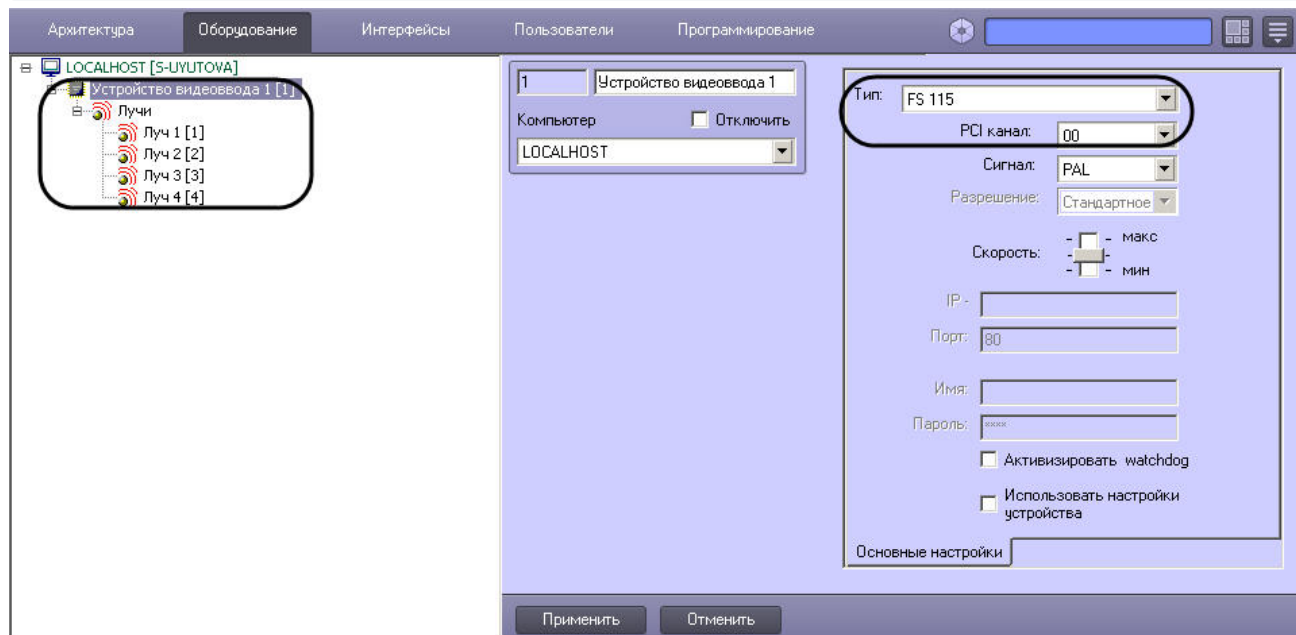 Архитектура Оборудование Интерфейсы Пользователи Программирование
LOCALHOST [S-UYUTOVA]
Устройство видеоввода 1 [1]
Лучи
Луч 1 [1]
Луч 2 [2]
Луч 3 [3]
Луч 4 [4]
1 Устройство видеоввода 1
Компьютер Отключить
LOCALHOST
Тип: FS 115
PCI канал: 00
Сигнал: PAL
Разрешение: Стандартное
Скорость: - - макс
- -
- - мин
IP -
Порт: 80
Имя:
Пароль: ××××
Активизировать watchdog
Использовать настройки
устройства
Основные настройки
Применить Отменить